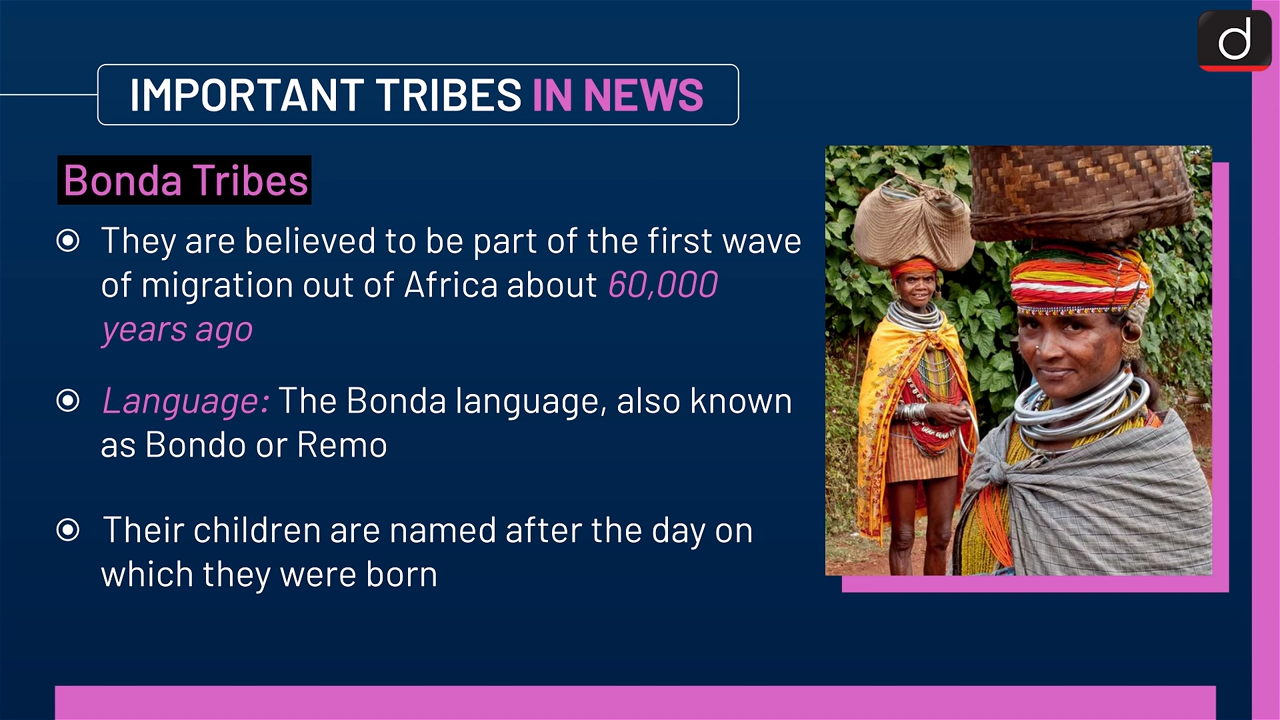 d
IMPORTANT TRIBES IN NEWS
Bonda Tribes
They are believed to be part of the first wave
of migration out of Africa about 60,000
years ago
Language: The Bonda language, also known
as Bondo or Remo
Their children are named after the day on
which they were born